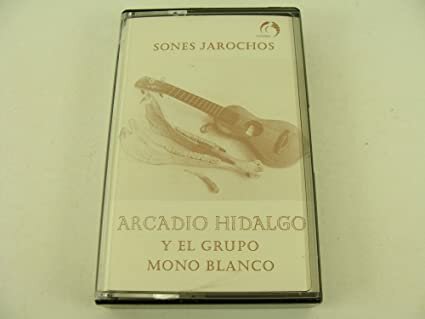 SONES JAROCHOS
ARCADIO HIDALGO
Y EL GRUPO
MONO BLANCO